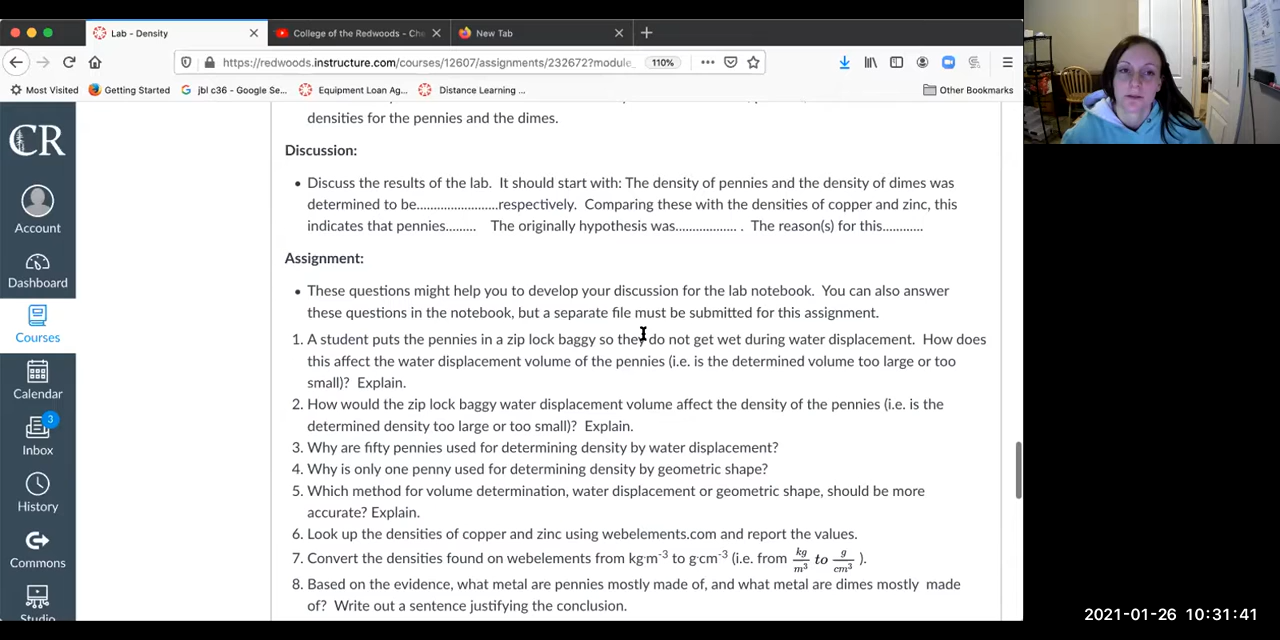 Lab - Density
College of the Redwoods - Che
New Tab
https://redwoods.instructure.com/courses/12607/assignments/232672?module_
110%
Most Visited
Getting Started
jbl c36 - Google Se...
Equipment Loan Ag...
Distance Learning ...
Other Bookmarks
CR
Account
Dashboard
Courses
Calendar
3
Inbox
History
Commons
Studio
densities for the pennies and the dimes.
Discussion:
• Discuss the results of the lab. It should start with: The density of pennies and the density of dimes was
determined to be.......................respectively. Comparing these with the densities of copper and zinc, this
indicates that pennies......... The originally hypothesis was................. . The reason(s) for this............
Assignment:
• These questions might help you to develop your discussion for the lab notebook. You can also answer
these questions in the notebook, but a separate file must be submitted for this assignment.
1. A student puts the pennies in a zip lock baggy so they do not get wet during water displacement. How does
this affect the water displacement volume of the pennies (i.e. is the determined volume too large or too
small)? Explain.
2. How would the zip lock baggy water displacement volume affect the density of the pennies (i.e. is the
determined density too large or too small)? Explain.
3. Why are fifty pennies used for determining density by water displacement?
4. Why is only one penny used for determining density by geometric shape?
5. Which method for volume determination, water displacement or geometric shape, should be more
accurate? Explain.
6. Look up the densities of copper and zinc using webelements.com and report the values.
7. Convert the densities found on webelements from kg·m-3 to g·cm-3 (i.e. from kg/m3 to g/cm3 ).
8. Based on the evidence, what metal are pennies mostly made of, and what metal are dimes mostly made
of? Write out a sentence justifying the conclusion.
2021-01-26 10:31:41